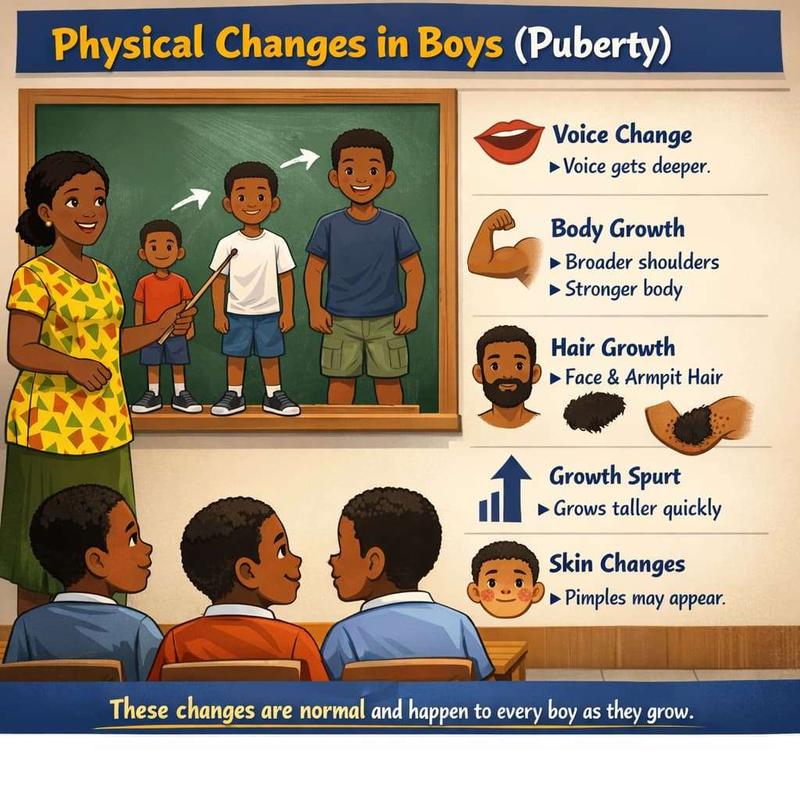 Physical Changes in Boys (Puberty)
Voice Change
▸Voice gets deeper.
Body Growth
▸Broader shoulders
▸Stronger body
Hair Growth
▸Face & Armpit Hair
Growth Spurt
▸Grows taller quickly
Skin Changes
▸Pimples may appear.
These changes are normal and happen to every boy as they grow.